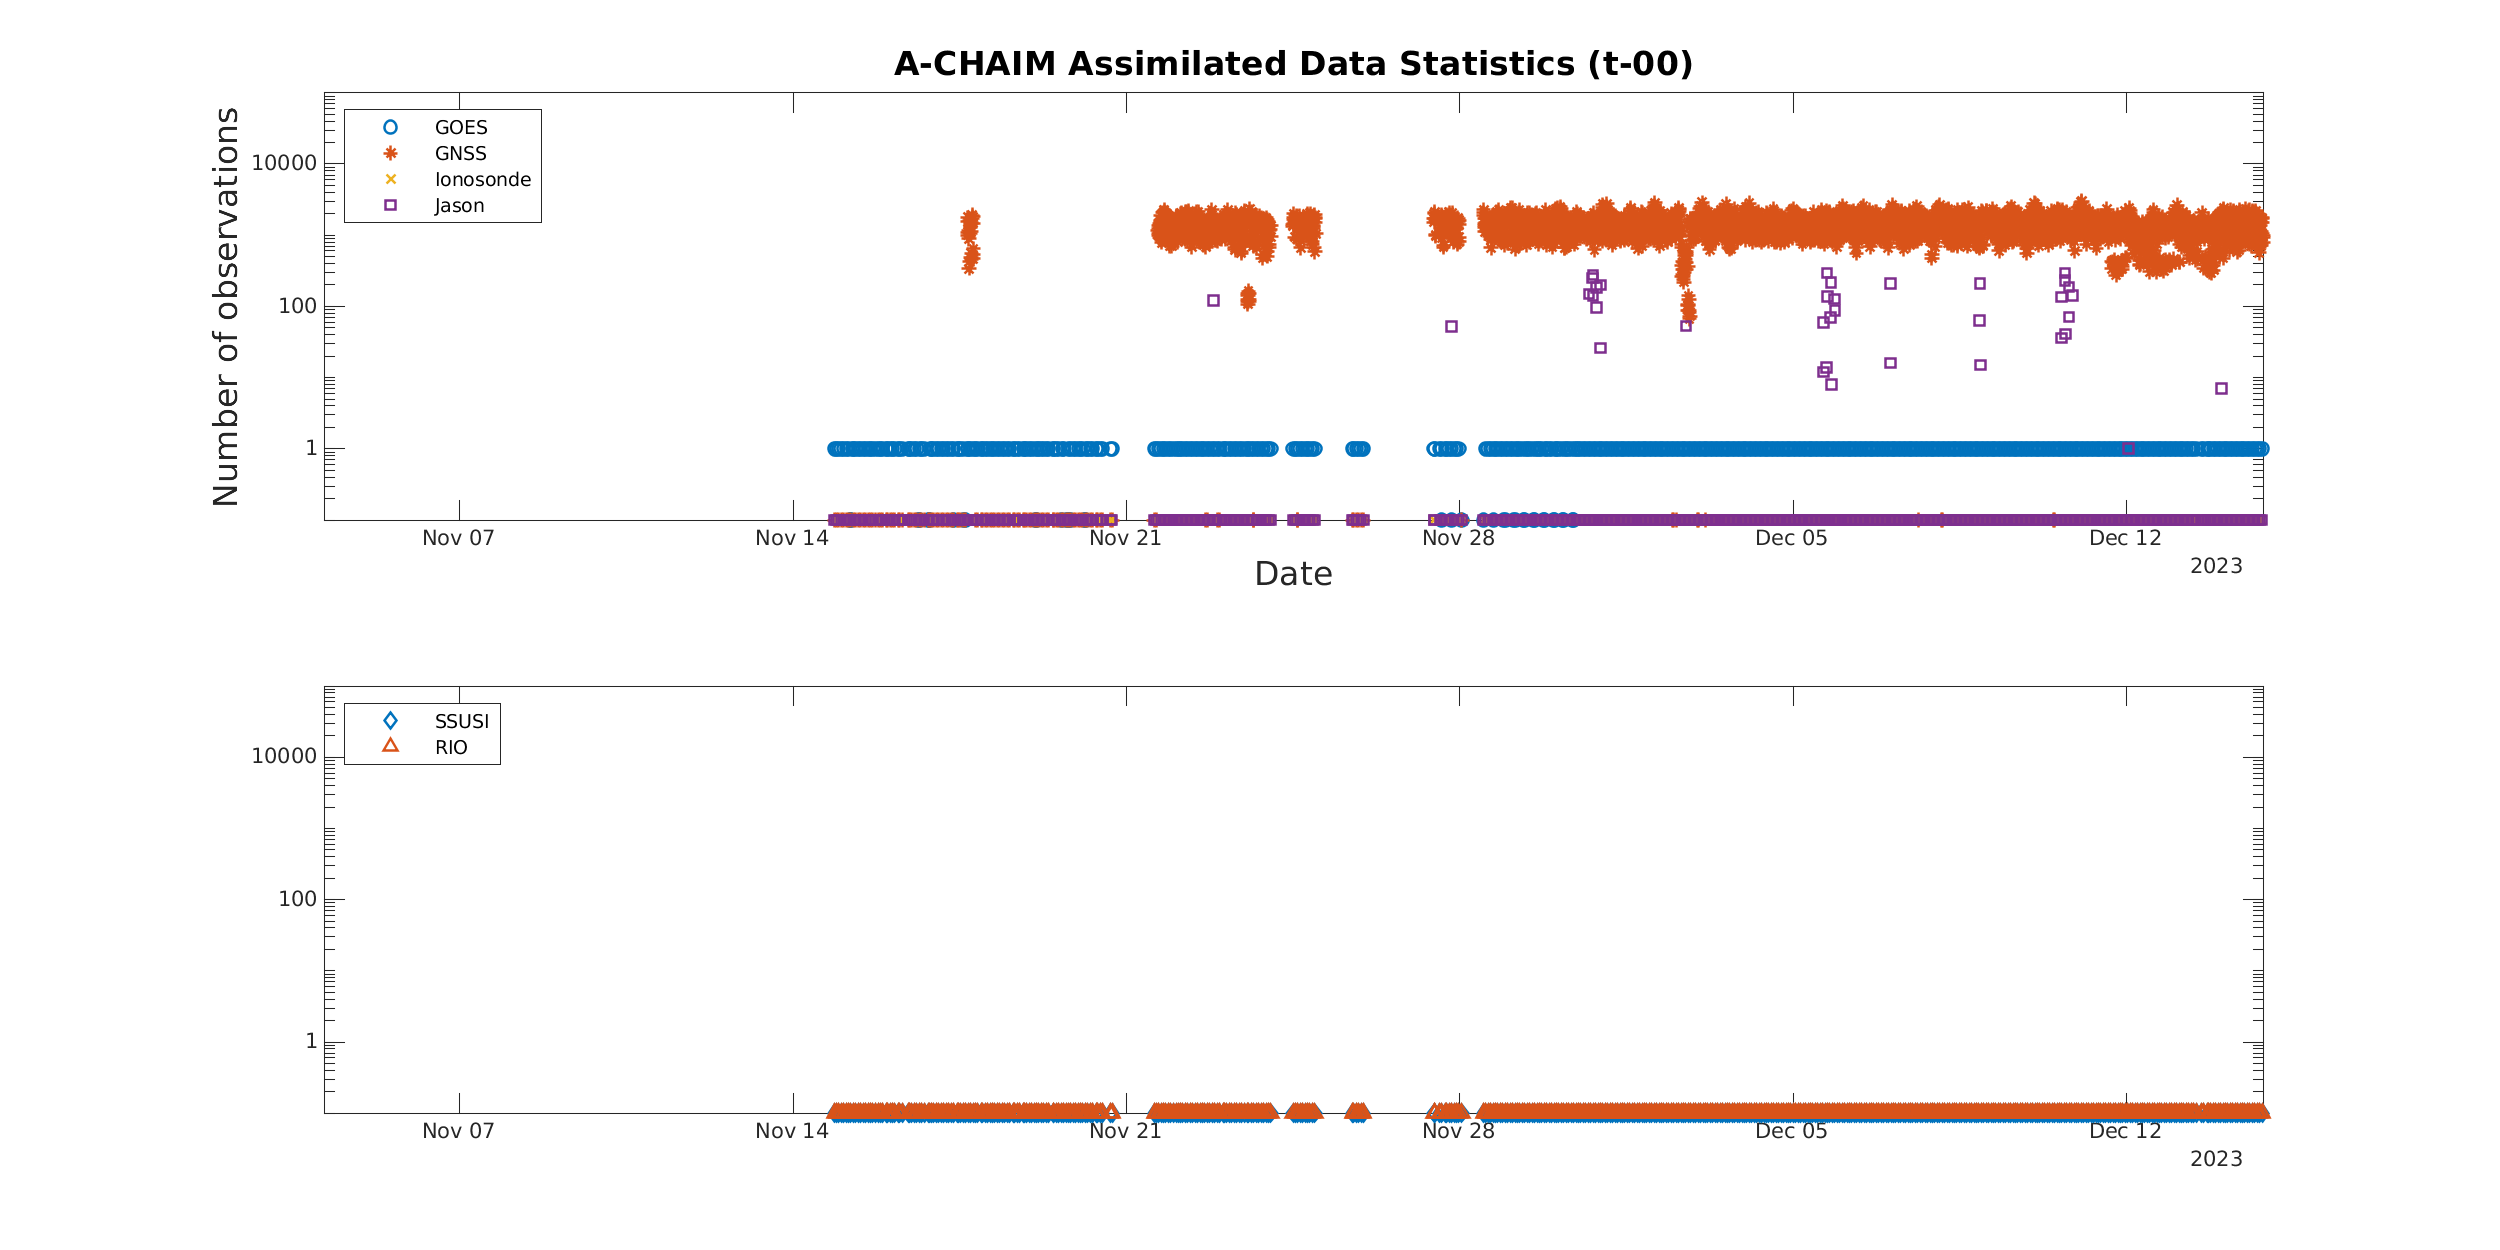 A-CHAIM Assimilated Data Statistics (t-00)
Number of observations
GOES
GNSS
Ionosonde
Jason
10000
100
1
Nov 07 Nov 14 Nov 21 Nov 28 Dec 05 Dec 12
2023
Date
SSUSI
RIO
10000
100
1
Nov 07 Nov 14 Nov 21 Nov 28 Dec 05 Dec 12
2023